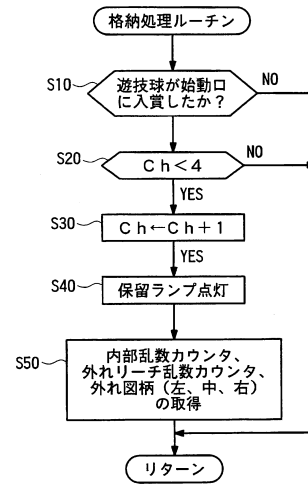 格納処理ルーチン
S10
遊技球が始動口
に入賞したか？
NO
S20
Ｃｈ＜４
NO
YES
S30
Ｃｈ←Ｃｈ＋１
YES
S40
保留ランプ点灯
S50
内部乱数カウンタ、
外れリーチ乱数カウンタ、
外れ図柄（左、中、右）
の取得
リターン